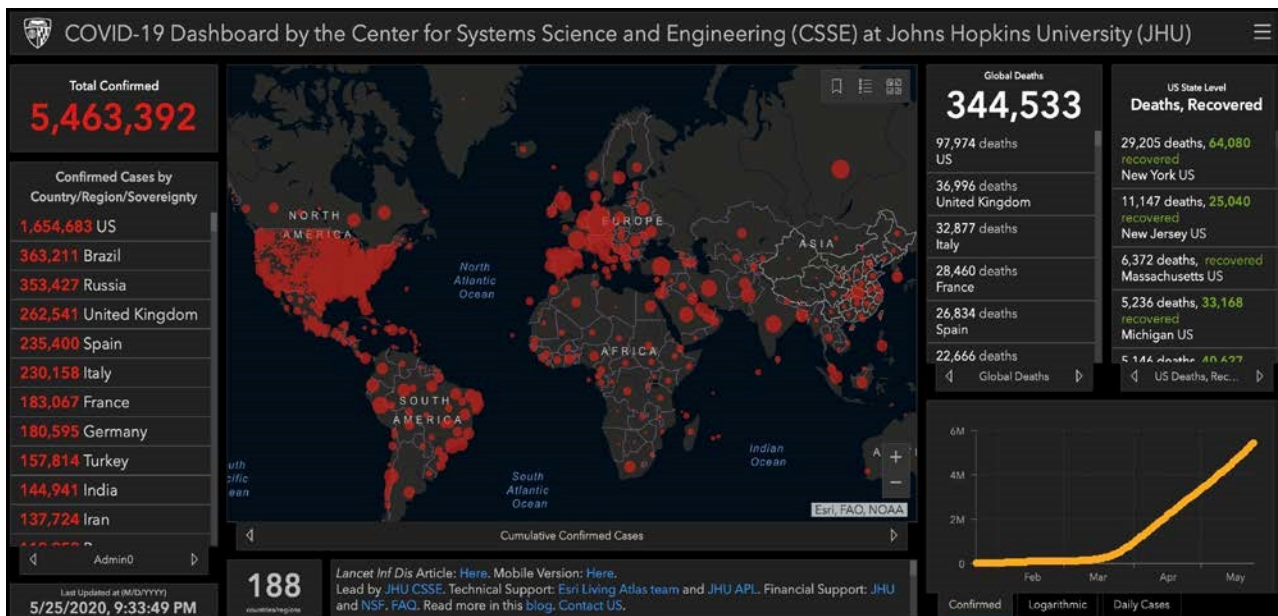 COVID-19 Dashboard by the Center for Systems Science and Engineering (CSSE) at Johns Hopkins University (JHU)
Total Confirmed
5,463,392
Confirmed Cases by
Country/Region/Sovereignty
1,654,683 US
363,211 Brazil
353,427 Russia
262,541 United Kingdom
235,400 Spain
230,158 Italy
183,067 France
180,595 Germany
157,814 Turkey
144,941 India
137,724 Iran
Admin0
Last Updated at (M/D/YYYY)
5/25/2020, 9:33:49 PM
NORTH
AMERICA
EUROPE
ASIA
North
Atlantic
Ocean
AFRICA
SOUTH
AMERICA
uth
cific
ean
South
Atlantic
Ocean
Indian
Ocean
A
+
−
Esri, FAO, NOAA
Cumulative Confirmed Cases
188
countries/regions
Lancet Inf Dis Article: Here. Mobile Version: Here.
Lead by JHU CSSE. Technical Support: Esri Living Atlas team and JHU APL. Financial Support: JHU
and NSF. FAQ. Read more in this blog. Contact US.
Global Deaths
344,533
97,974 deaths
US
36,996 deaths
United Kingdom
32,877 deaths
Italy
28,460 deaths
France
26,834 deaths
Spain
22,666 deaths
Global Deaths
US State Level
Deaths, Recovered
29,205 deaths, 64,080
recovered
New York US
11,147 deaths, 25,040
recovered
New Jersey US
6,372 deaths, recovered
Massachusetts US
5,236 deaths, 33,168
recovered
Michigan US
5,146 deaths, 40,627
US Deaths, Rec...
6M
4M
2M
0
Feb
Mar
Apr
May
Confirmed
Logarithmic
Daily Cases